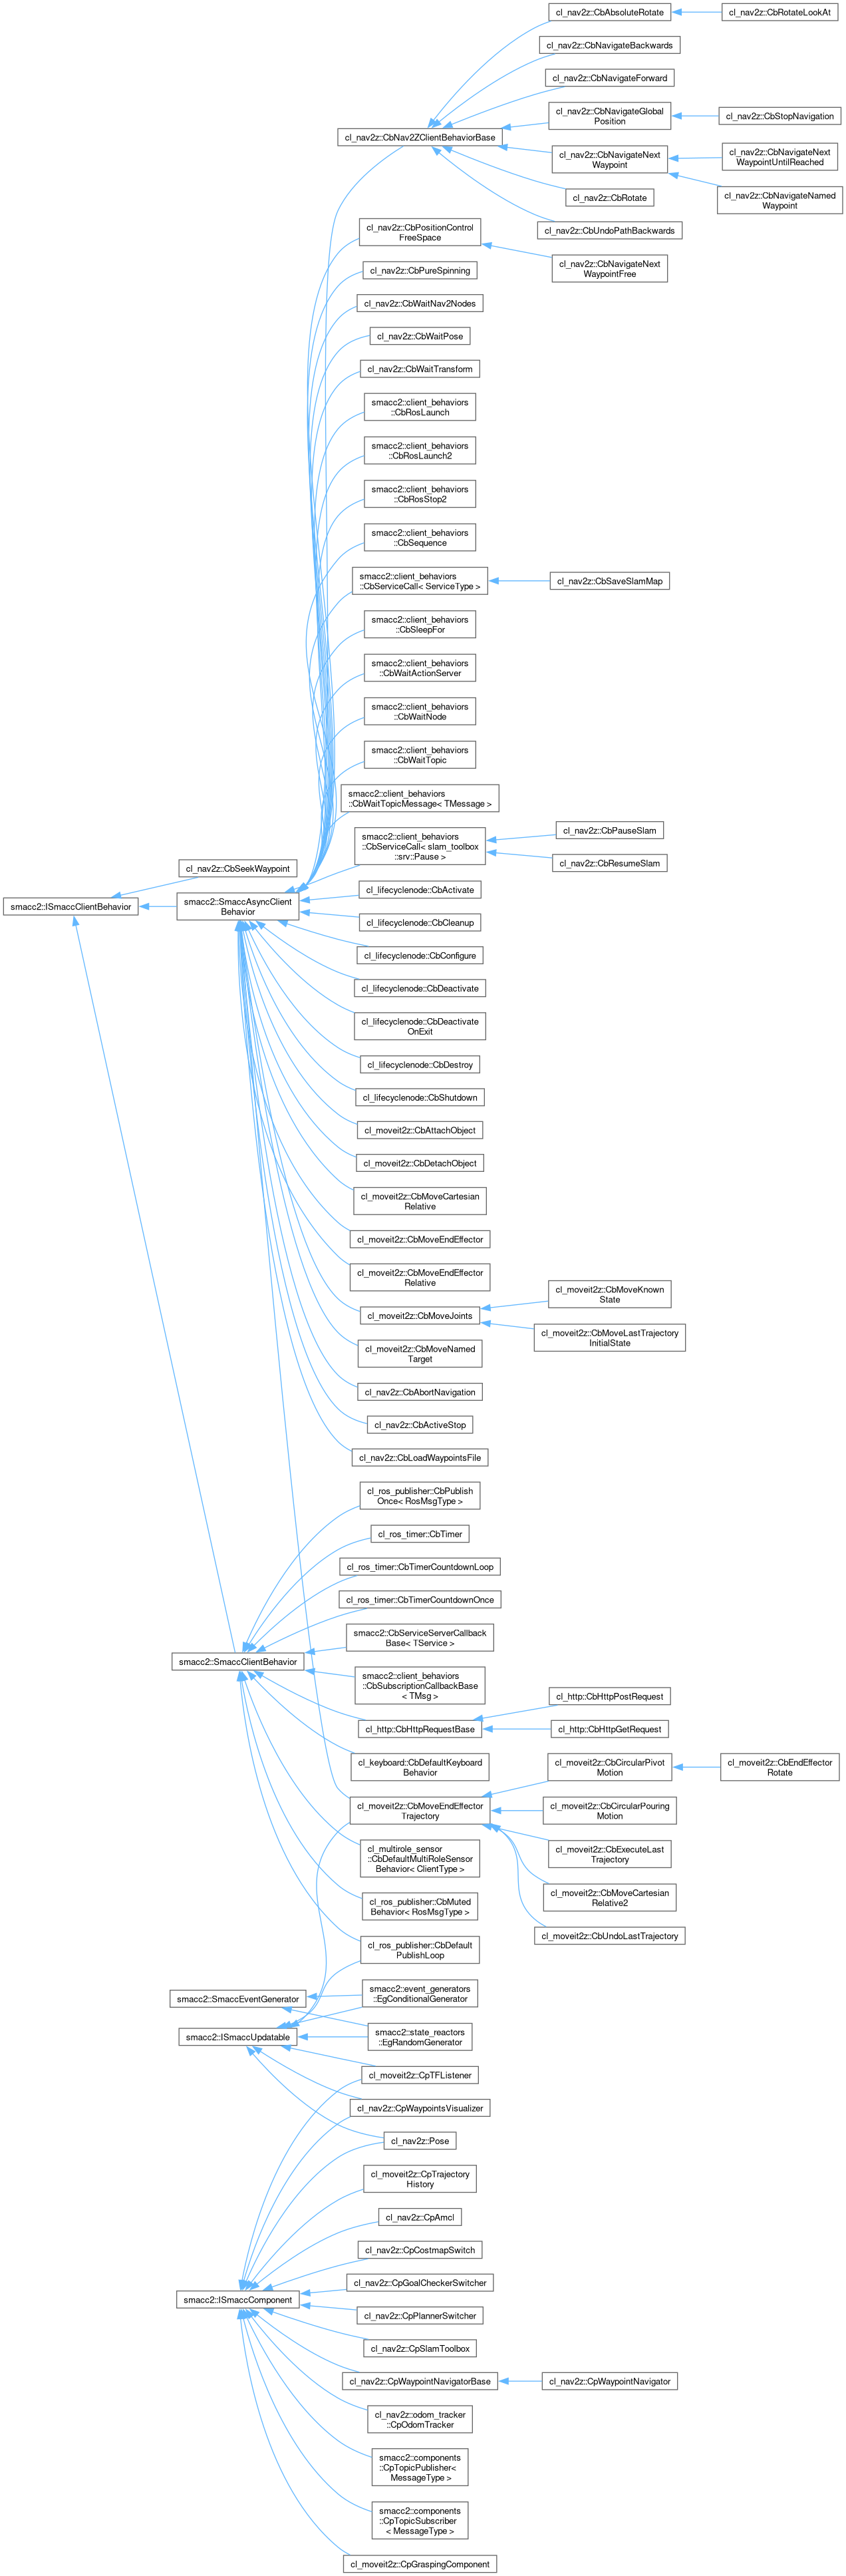 cl_nav2z::CbAbsoluteRotate
cl_nav2z::CbRotateLookAt
cl_nav2z::CbNavigateBackwards
cl_nav2z::CbNavigateForward
cl_nav2z::CbNavigateGlobal
Position
cl_nav2z::CbStopNavigation
cl_nav2z::CbNav2ZClientBehaviorBase
cl_nav2z::CbNavigateNext
Waypoint
cl_nav2z::CbNavigateNext
WaypointUntilReached
cl_nav2z::CbNavigateNamed
Waypoint
cl_nav2z::CbRotate
cl_nav2z::CbUndoPathBackwards
cl_nav2z::CbPositionControl
FreeSpace
cl_nav2z::CbNavigateNext
WaypointFree
cl_nav2z::CbPureSpinning
cl_nav2z::CbWaitNav2Nodes
cl_nav2z::CbWaitPose
cl_nav2z::CbWaitTransform
smacc2::client_behaviors
::CbRosLaunch
smacc2::client_behaviors
::CbRosLaunch2
smacc2::client_behaviors
::CbRosStop2
smacc2::client_behaviors
::CbSequence
smacc2::client_behaviors
::CbServiceCall< ServiceType >
cl_nav2z::CbSaveSlamMap
smacc2::client_behaviors
::CbSleepFor
smacc2::client_behaviors
::CbWaitActionServer
smacc2::client_behaviors
::CbWaitNode
smacc2::client_behaviors
::CbWaitTopic
smacc2::client_behaviors
::CbWaitTopicMessage< TMessage >
smacc2::client_behaviors
::CbServiceCall< slam_toolbox
::srv::Pause >
cl_nav2z::CbPauseSlam
cl_nav2z::CbResumeSlam
cl_nav2z::CbSeekWaypoint
smacc2::ISmaccClientBehavior
smacc2::SmaccAsyncClient
Behavior
cl_lifecyclenode::CbActivate
cl_lifecyclenode::CbCleanup
cl_lifecyclenode::CbConfigure
cl_lifecyclenode::CbDeactivate
cl_lifecyclenode::CbDeactivate
OnExit
cl_lifecyclenode::CbDestroy
cl_lifecyclenode::CbShutdown
cl_moveit2z::CbAttachObject
cl_moveit2z::CbDetachObject
cl_moveit2z::CbMoveCartesian
Relative
cl_moveit2z::CbMoveEndEffector
cl_moveit2z::CbMoveEndEffector
Relative
cl_moveit2z::CbMoveJoints
cl_moveit2z::CbMoveKnown
State
cl_moveit2z::CbMoveLastTrajectory
InitialState
cl_moveit2z::CbMoveNamed
Target
cl_nav2z::CbAbortNavigation
cl_nav2z::CbActiveStop
cl_nav2z::CbLoadWaypointsFile
cl_ros_publisher::CbPublish
Once< RosMsgType >
cl_ros_timer::CbTimer
cl_ros_timer::CbTimerCountdownLoop
cl_ros_timer::CbTimerCountdownOnce
smacc2::CbServiceServerCallback
Base< TService >
smacc2::SmaccClientBehavior
smacc2::client_behaviors
::CbSubscriptionCallbackBase
< TMsg >
cl_http::CbHttpRequestBase
cl_http::CbHttpPostRequest
cl_http::CbHttpGetRequest
cl_keyboard::CbDefaultKeyboard
Behavior
cl_moveit2z::CbMoveEndEffector
Trajectory
cl_moveit2z::CbCircularPivot
Motion
cl_moveit2z::CbEndEffector
Rotate
cl_moveit2z::CbCircularPouring
Motion
cl_moveit2z::CbExecuteLast
Trajectory
cl_moveit2z::CbMoveCartesian
Relative2
cl_moveit2z::CbUndoLastTrajectory
cl_multirole_sensor
::CbDefaultMultiRoleSensor
Behavior< ClientType >
cl_ros_publisher::CbMuted
Behavior< RosMsgType >
cl_ros_publisher::CbDefault
PublishLoop
smacc2::SmaccEventGenerator
smacc2::event_generators
::EgConditionalGenerator
smacc2::ISmaccUpdatable
smacc2::state_reactors
::EgRandomGenerator
cl_moveit2z::CpTFListener
cl_nav2z::CpWaypointsVisualizer
cl_nav2z::Pose
cl_moveit2z::CpTrajectory
History
cl_nav2z::CpAmcl
cl_nav2z::CpCostmapSwitch
cl_nav2z::CpGoalCheckerSwitcher
smacc2::ISmaccComponent
cl_nav2z::CpPlannerSwitcher
cl_nav2z::CpSlamToolbox
cl_nav2z::CpWaypointNavigatorBase
cl_nav2z::CpWaypointNavigator
cl_nav2z::odom_tracker
::CpOdomTracker
smacc2::components
::CpTopicPublisher<
MessageType >
smacc2::components
::CpTopicSubscriber
< MessageType >
cl_moveit2z::CpGraspingComponent